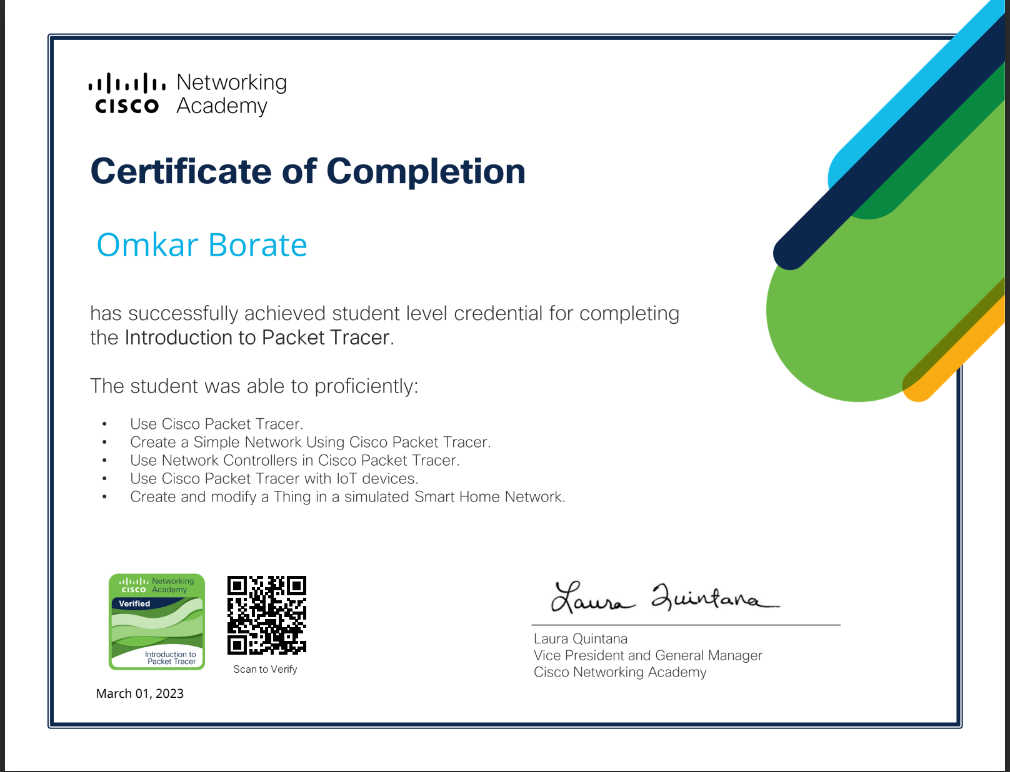 Networking
CISCO Academy
Certificate of Completion
Omkar Borate
has successfully achieved student level credential for completing
the Introduction to Packet Tracer.
The student was able to proficiently:
• Use Cisco Packet Tracer.
• Create a Simple Network Using Cisco Packet Tracer.
• Use Network Controllers in Cisco Packet Tracer.
• Use Cisco Packet Tracer with IoT devices.
• Create and modify a Thing in a simulated Smart Home Network.
Networking
CISCO Academy
Verified
Introduction to
Packet Tracer
Scan to Verify
March 01, 2023
Laura Quintana
Laura Quintana
Vice President and General Manager
Cisco Networking Academy